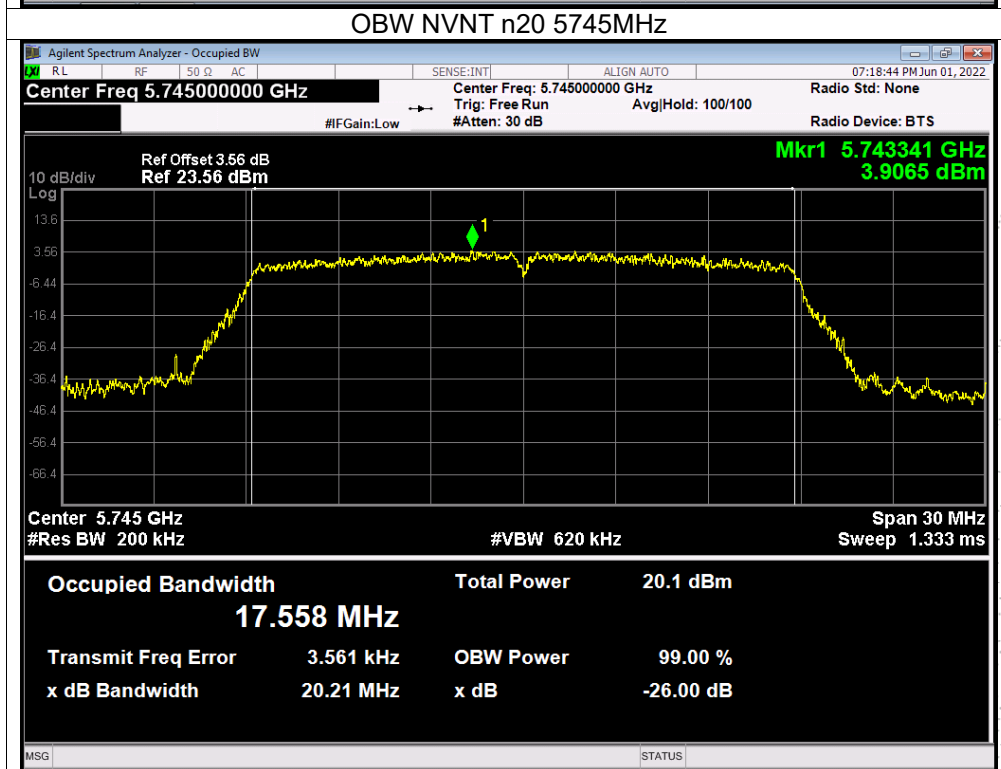 OBW NVNT n20 5745MHz
Agilent Spectrum Analyzer - Occupied BW
LXI RL RF 50 Ω AC SENSE:INT ALIGN AUTO 07:18:44 PM Jun 01, 2022
Center Freq 5.745000000 GHz Center Freq: 5.745000000 GHz Radio Std: None
Trig: Free Run Avg|Hold: 100/100
#IFGain:Low #Atten: 30 dB Radio Device: BTS
Mkr1 5.743341 GHz
3.9065 dBm
Ref Offset 3.56 dB
10 dB/div Ref 23.56 dBm
Log
1
13.6
3.56
-6.44
-16.4
-26.4
-36.4
-46.4
-56.4
-66.4
Center 5.745 GHz Span 30 MHz
#Res BW 200 kHz #VBW 620 kHz Sweep 1.333 ms
Occupied Bandwidth Total Power 20.1 dBm
17.558 MHz
Transmit Freq Error 3.561 kHz OBW Power 99.00 %
x dB Bandwidth 20.21 MHz x dB -26.00 dB
MSG STATUS